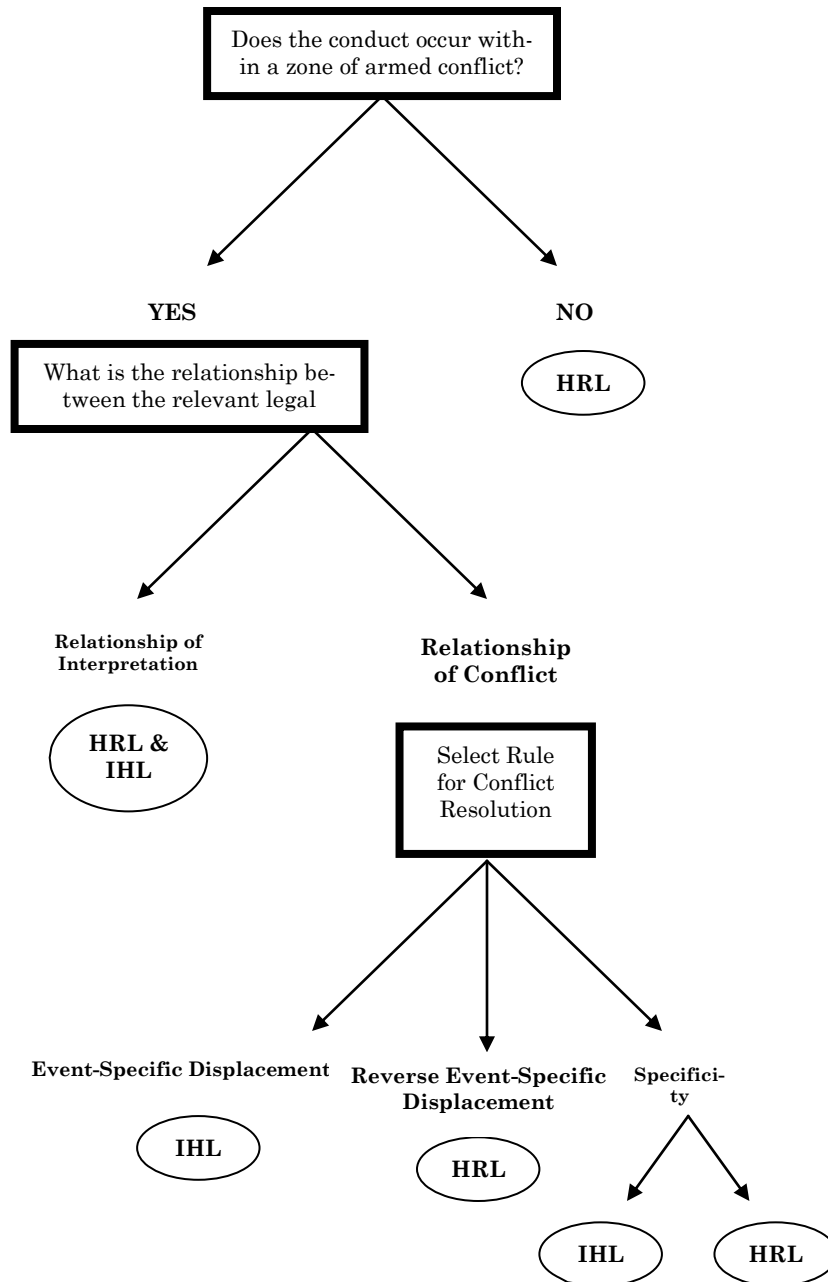 Does the conduct occur with-
in a zone of armed conflict?
YES
NO
What is the relationship be-
tween the relevant legal
HRL
Relationship of
Interpretation
Relationship
of Conflict
HRL &
IHL
Select Rule
for Conflict
Resolution
Event-Specific Displacement
Reverse Event-Specific
Displacement
Specifici-
ty
IHL
HRL
IHL
HRL